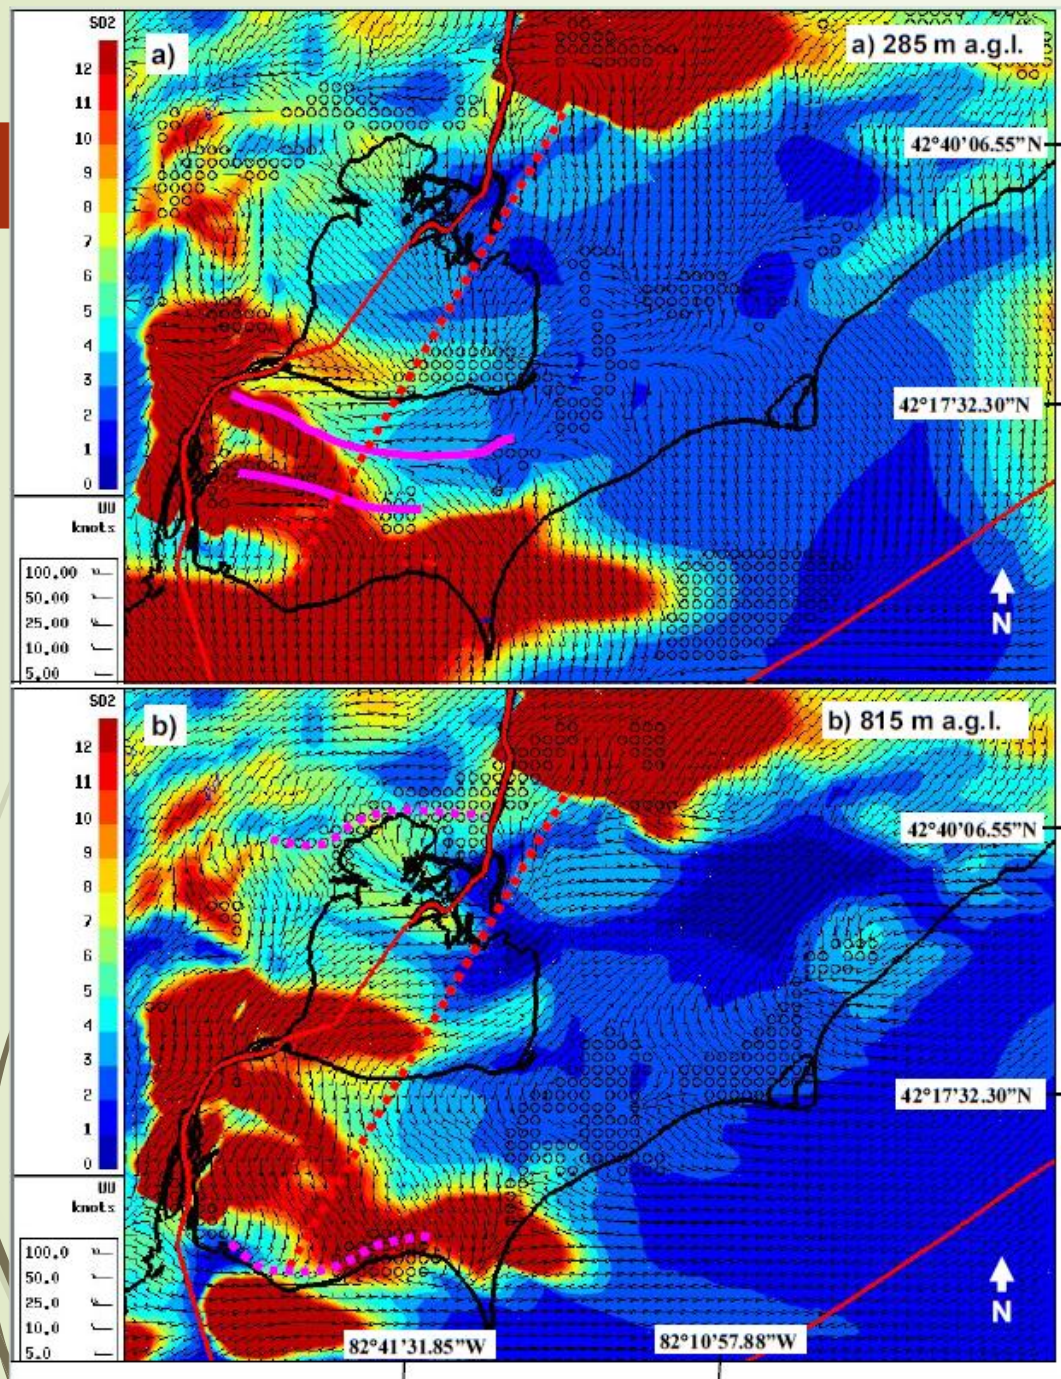 SO2
12
11
10
9
8
7
6
5
4
3
2
1
0
UU
knots
100.00
50.00
25.00
10.00
5.00
a)
a) 285 m a.g.l.
42°40'06.55"N
42°17'32.30"N
N
SO2
12
11
10
9
8
7
6
5
4
3
2
1
0
UU
knots
100.0
50.0
25.0
10.0
5.0
b)
b) 815 m a.g.l.
42°40'06.55"N
42°17'32.30"N
N
82°41'31.85"W
82°10'57.88"W